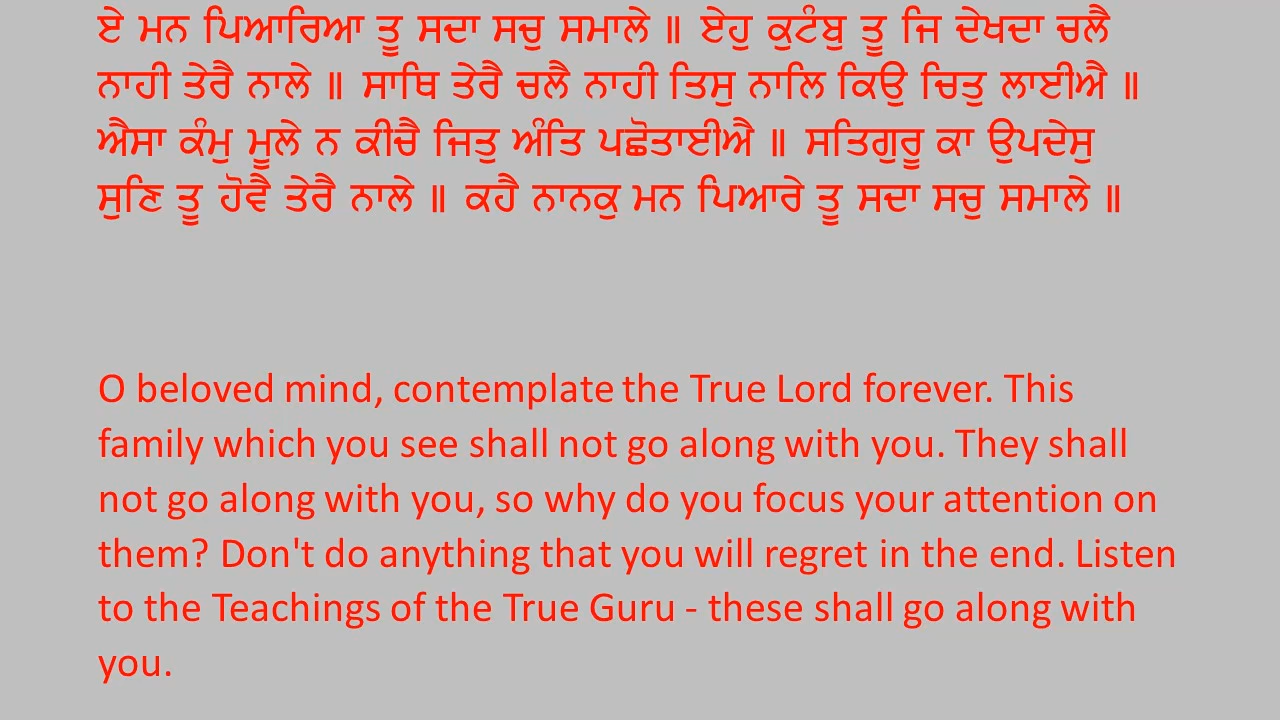 ਏ ਮਨ ਪਿਆਰਿਆ ਤੂ ਸਦਾ ਸਚੁ ਸਮਾਲੇ ॥ ਏਹੁ ਕੁਟੰਬੁ ਤੂ ਜਿ ਦੇਖਦਾ ਚਲੈ
ਨਾਹੀ ਤੇਰੈ ਨਾਲੇ ॥ ਸਾਥਿ ਤੇਰੈ ਚਲੈ ਨਾਹੀ ਤਿਸੁ ਨਾਲਿ ਕਿਉ ਚਿਤੁ ਲਾਈਐ ॥
ਐਸਾ ਕੰਮੁ ਮੂਲੇ ਨ ਕੀਚੈ ਜਿਤੁ ਅੰਤਿ ਪਛੋਤਾਈਐ ॥ ਸਤਿਗੁਰੂ ਕਾ ਉਪਦੇਸੁ
ਸੁਣਿ ਤੂ ਹੋਵੈ ਤੇਰੈ ਨਾਲੇ ॥ ਕਹੈ ਨਾਨਕੁ ਮਨ ਪਿਆਰੇ ਤੂ ਸਦਾ ਸਚੁ ਸਮਾਲੇ ॥
O beloved mind, contemplate the True Lord forever. This
family which you see shall not go along with you. They shall
not go along with you, so why do you focus your attention on
them? Don't do anything that you will regret in the end. Listen
to the Teachings of the True Guru - these shall go along with
you.